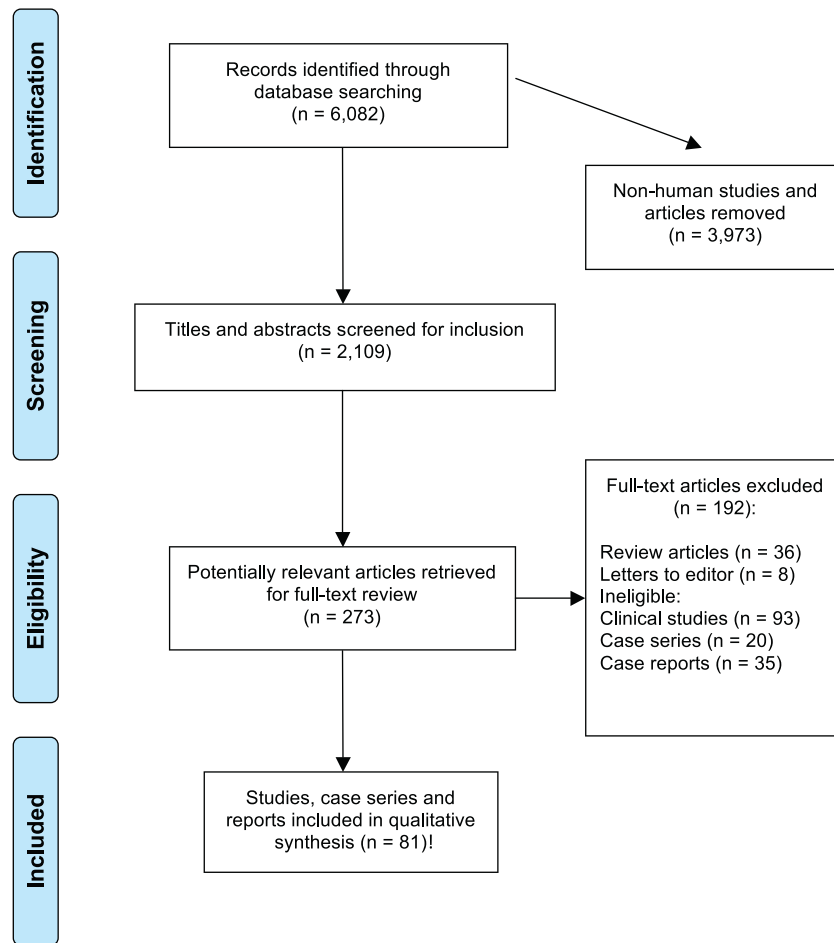 Identification
Records identified through
database searching
(n = 6,082)
Non-human studies and
articles removed
(n = 3,973)
Screening
Titles and abstracts screened for inclusion
(n = 2,109)
Eligibility
Potentially relevant articles retrieved
for full-text review
(n = 273)
Full-text articles excluded
(n = 192):
Review articles (n = 36)
Letters to editor (n = 8)
Ineligible:
Clinical studies (n = 93)
Case series (n = 20)
Case reports (n = 35)
Included
Studies, case series and
reports included in qualitative
synthesis (n = 81)!